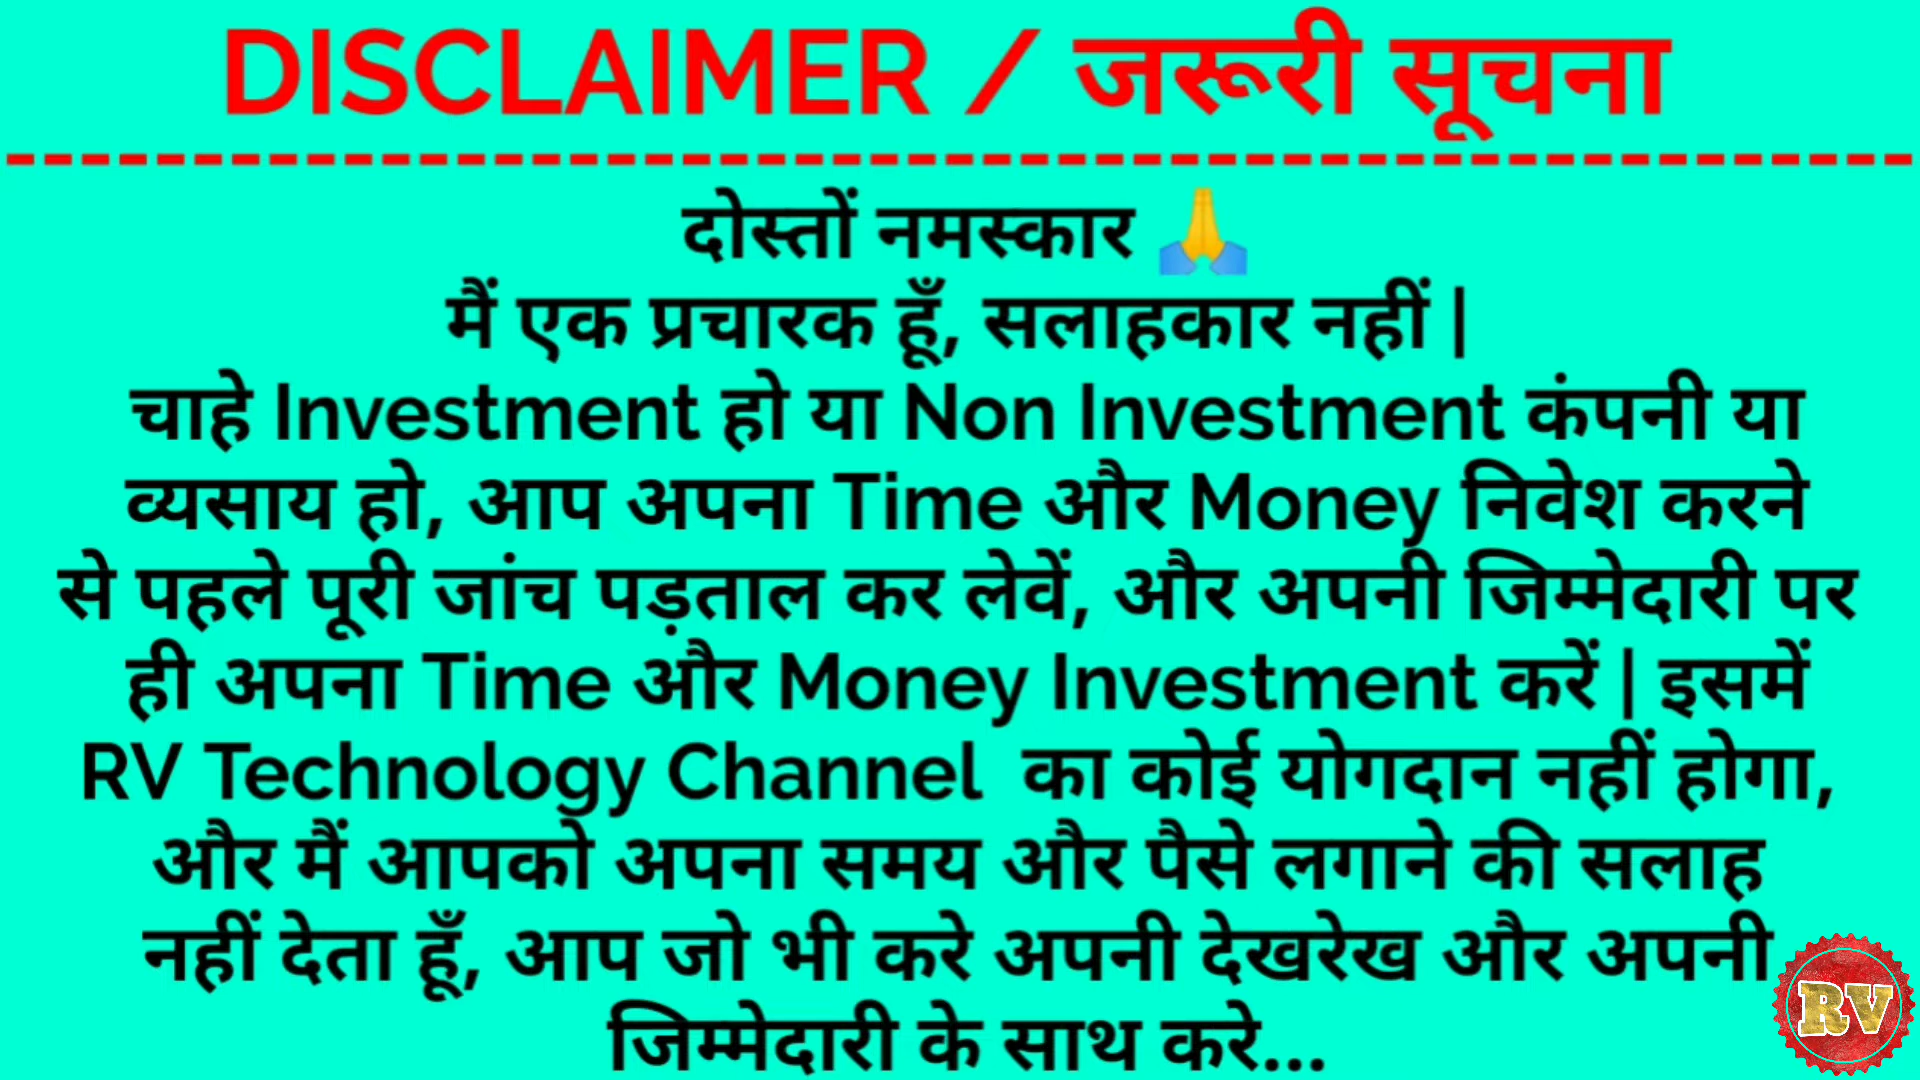 DISCLAIMER / जरूरी सूचना
दोस्तों नमस्कार 🙏
मैं एक प्रचारक हूँ, सलाहकार नहीं |
चाहे Investment हो या Non Investment कंपनी या
व्यसाय हो, आप अपना Time और Money निवेश करने
से पहले पूरी जांच पड़ताल कर लेवें, और अपनी जिम्मेदारी पर
ही अपना Time और Money Investment करें | इसमें
RV Technology Channel का कोई योगदान नहीं होगा,
और मैं आपको अपना समय और पैसे लगाने की सलाह
नहीं देता हूँ, आप जो भी करे अपनी देखरेख और अपनी
जिम्मेदारी के साथ करे...
RV